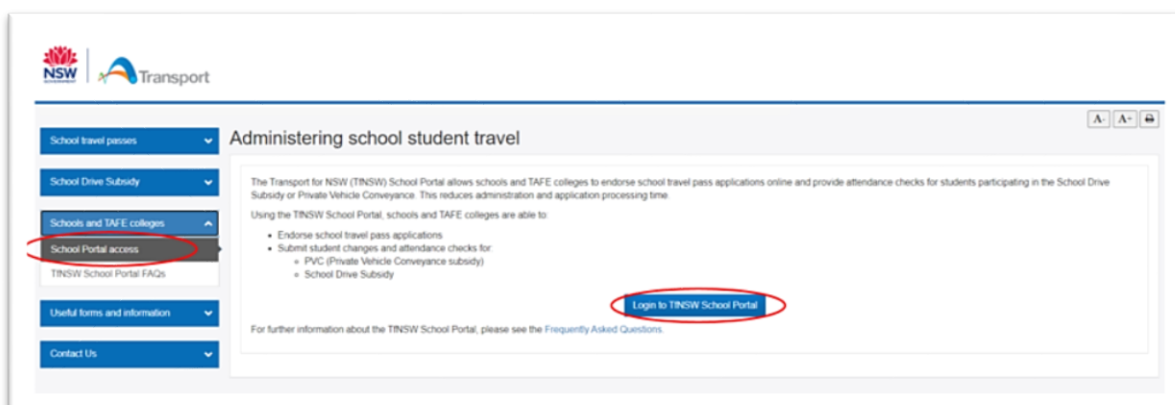 NSW
GOVERNMENT
Transport
A-
A+
School travel passes
School Drive Subsidy
Schools and TAFE colleges
School Portal access
TfNSW School Portal FAQs
Useful forms and information
Contact Us
Administering school student travel
The Transport for NSW (TfNSW) School Portal allows schools and TAFE colleges to endorse school travel pass applications online and provide attendance checks for students participating in the School Drive
Subsidy or Private Vehicle Conveyance. This reduces administration and application processing time.
Using the TfNSW School Portal, schools and TAFE colleges are able to:
Endorse school travel pass applications
Submit student changes and attendance checks for:
PVC (Private Vehicle Conveyance subsidy)
School Drive Subsidy
Login to TfNSW School Portal
For further information about the TfNSW School Portal, please see the Frequently Asked Questions.